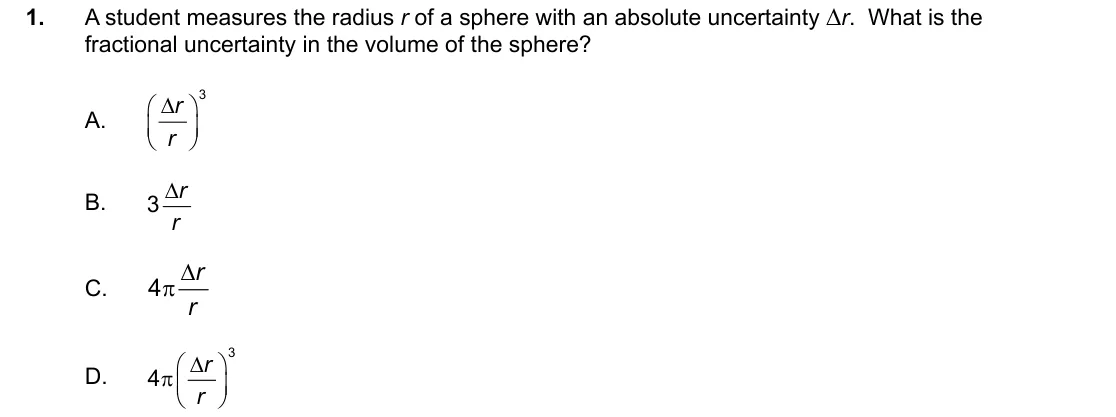 1. A student measures the radius r of a sphere with an absolute uncertainty Δr. What is the
fractional uncertainty in the volume of the sphere?
A. (Δr/r)³
B. 3 Δr/r
C. 4π Δr/r
D. 4π(Δr/r)³